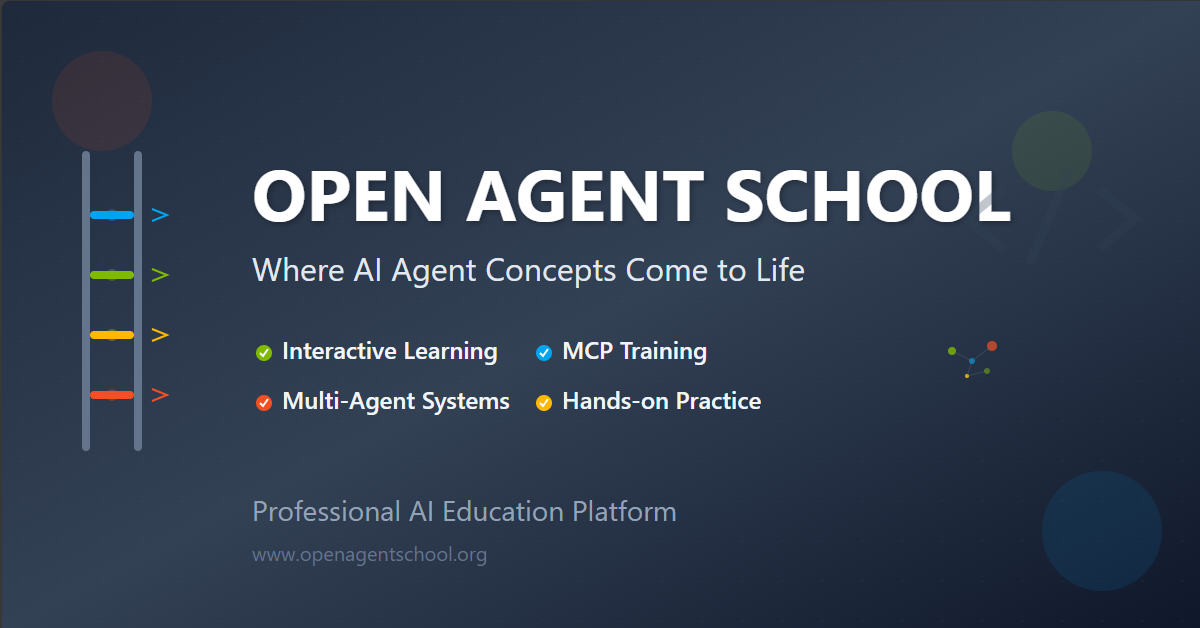 OPEN AGENT SCHOOL
Where AI Agent Concepts Come to Life
Interactive Learning
MCP Training
Multi-Agent Systems
Hands-on Practice
Professional AI Education Platform
www.openagentschool.org
>
>
>
>
</>